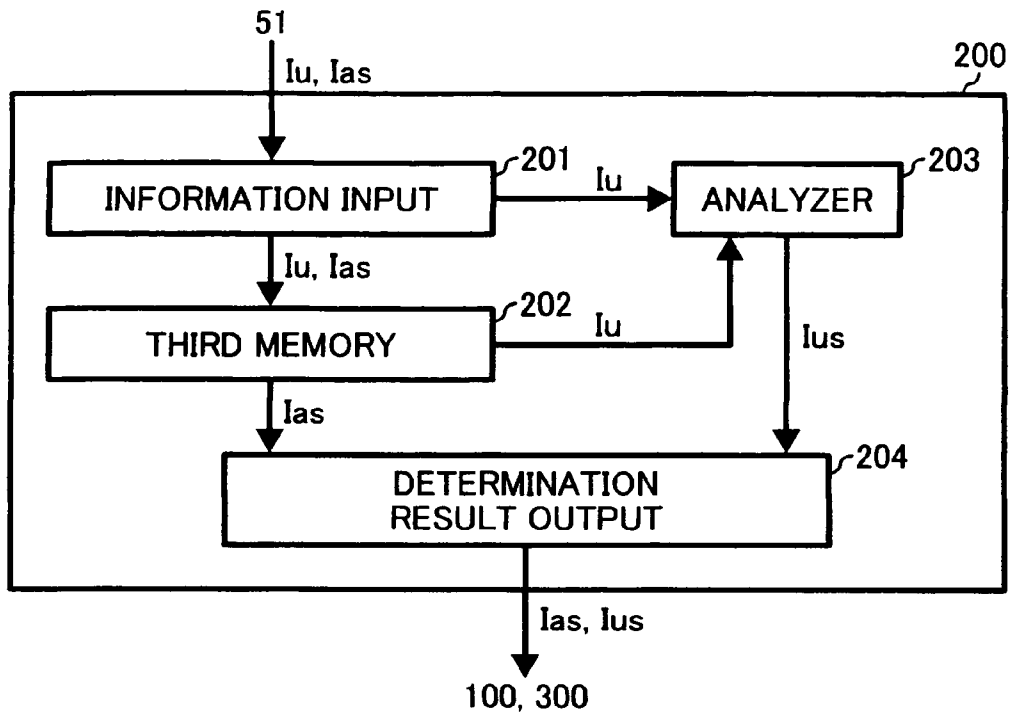 51
Iu, Ias
200
201
INFORMATION INPUT
Iu
203
ANALYZER
Iu, Ias
202
THIRD MEMORY
Iu
Ius
Ias
204
DETERMINATION
RESULT OUTPUT
Ias, Ius
100, 300